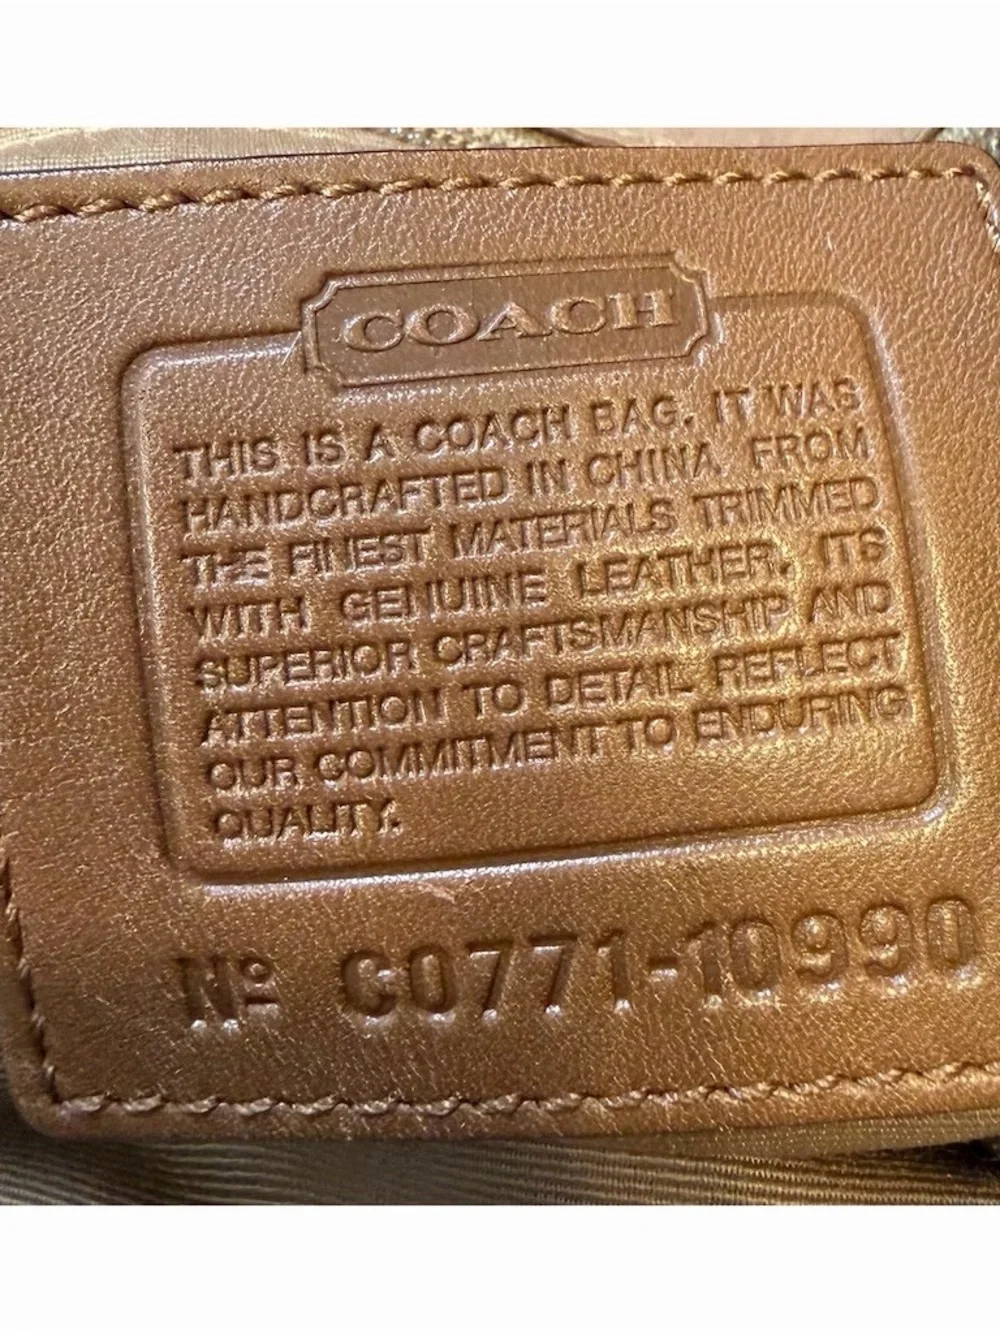 COACH
THIS IS A COACH BAG. IT WAS
HANDCRAFTED IN CHINA FROM
THE FINEST MATERIALS TRIMMED
WITH GENUINE LEATHER. ITS
SUPERIOR CRAFTSMANSHIP AND
ATTENTION TO DETAIL REFLECT
OUR COMMITMENT TO ENDURING
QUALITY.
Nº C0771-10990